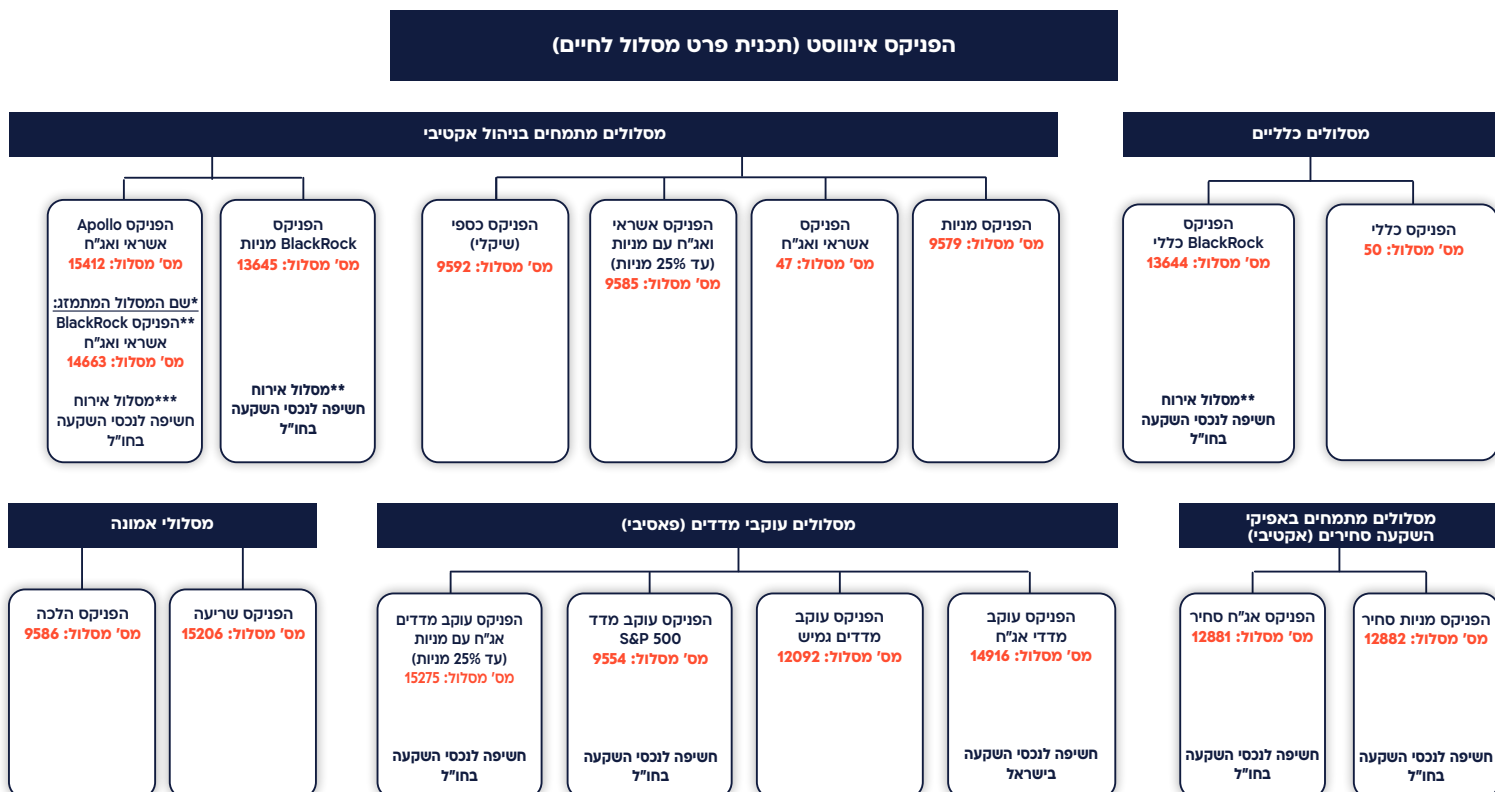 הפניקס אינווסט (תכנית פרט מסלול לחיים)
מסלולים כלליים
הפניקס כללי
מס' מסלול: 50
הפניקס
BlackRock כללי
מס' מסלול: 13644
**מסלול אירוח
חשיפה לנכסי השקעה
בחו"ל
מסלולים מתמחים בניהול אקטיבי
הפניקס מניות
מס' מסלול: 9579
הפניקס
אשראי ואג"ח
מס' מסלול: 47
הפניקס אשראי
ואג"ח עם מניות
(עד 25% מניות)
מס' מסלול: 9585
הפניקס כספי
(שיקלי)
מס' מסלול: 9592
הפניקס
BlackRock מניות
מס' מסלול: 13645
**מסלול אירוח
חשיפה לנכסי השקעה
בחו"ל
הפניקס Apollo
אשראי ואג"ח
מס' מסלול: 15412
*שם המסלול המתמזג:
**הפניקס BlackRock
אשראי ואג"ח
מס' מסלול: 14663
***מסלול אירוח
חשיפה לנכסי השקעה
בחו"ל
מסלולים מתמחים באפיקי
השקעה סחירים (אקטיבי)
הפניקס מניות סחיר
מס' מסלול: 12882
חשיפה לנכסי השקעה
בחו"ל
הפניקס אג"ח סחיר
מס' מסלול: 12881
חשיפה לנכסי השקעה
בחו"ל
מסלולים עוקבי מדדים (פאסיבי)
הפניקס עוקב
מדדי אג"ח
מס' מסלול: 14916
חשיפה לנכסי השקעה
בישראל
הפניקס עוקב
מדדים גמיש
מס' מסלול: 12092
הפניקס עוקב מדד
S&P 500
מס' מסלול: 9554
חשיפה לנכסי השקעה
בחו"ל
הפניקס עוקב מדדים
אג"ח עם מניות
(עד 25% מניות)
מס' מסלול: 15275
חשיפה לנכסי השקעה
בחו"ל
מסלולי אמונה
הפניקס שריעה
מס' מסלול: 15206
הפניקס הלכה
מס' מסלול: 9586